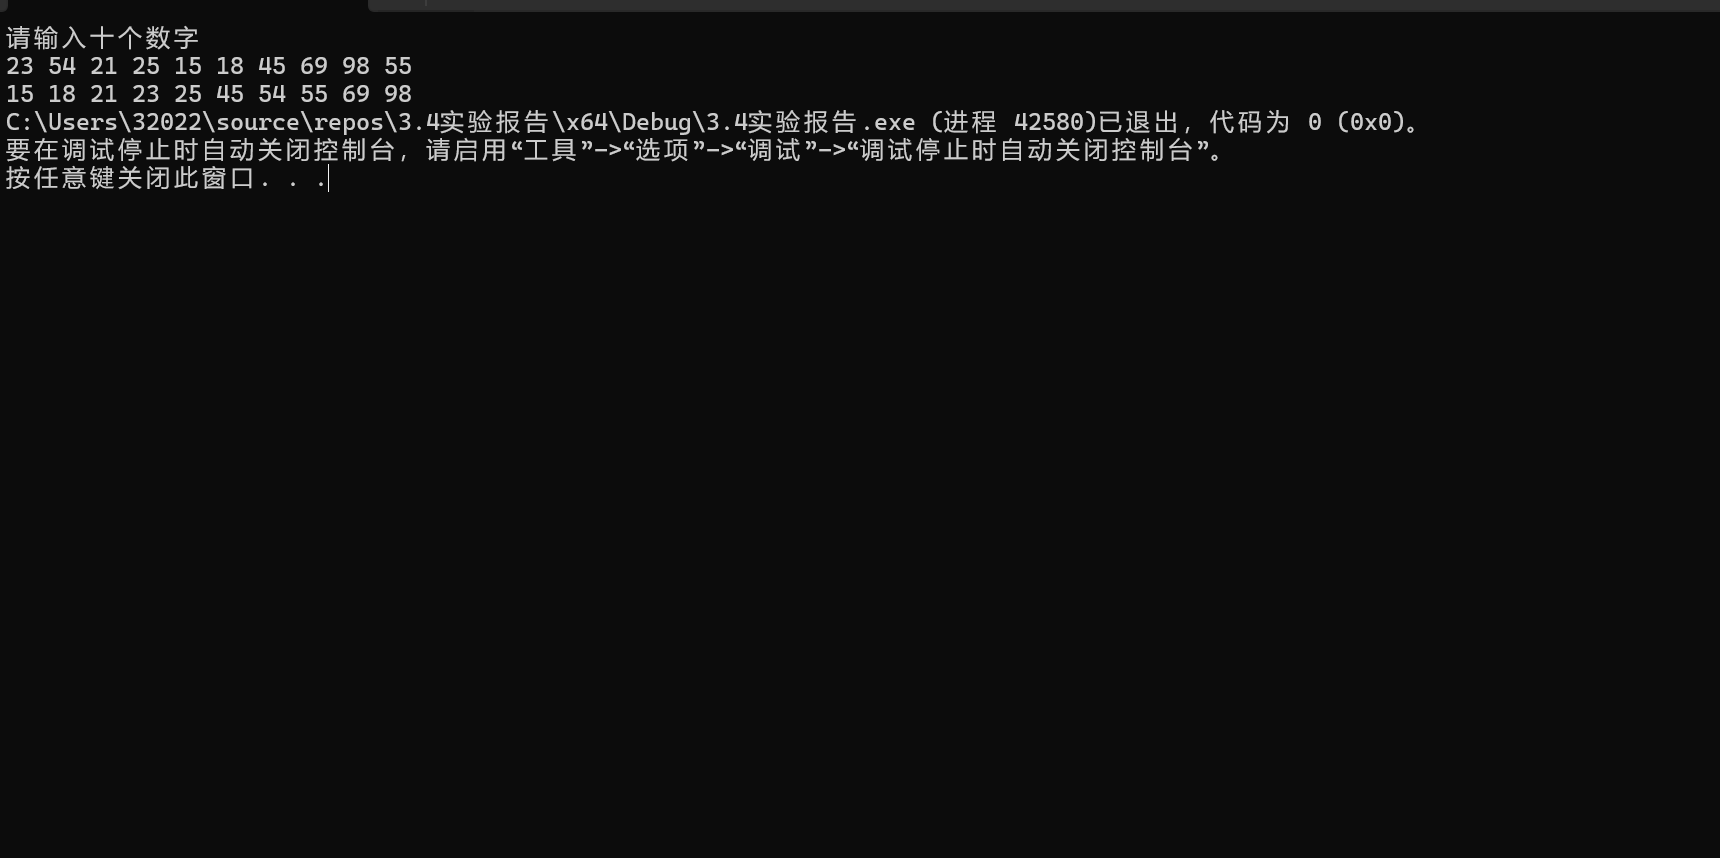 请输入十个数字
23 54 21 25 15 18 45 69 98 55
15 18 21 23 25 45 54 55 69 98
C:\Users\32022\source\repos\3.4实验报告\x64\Debug\3.4实验报告.exe (进程 42580)已退出，代码为 0 (0x0)。
要在调试停止时自动关闭控制台，请启用“工具”->“选项”->“调试”->“调试停止时自动关闭控制台”。
按任意键关闭此窗口. . .